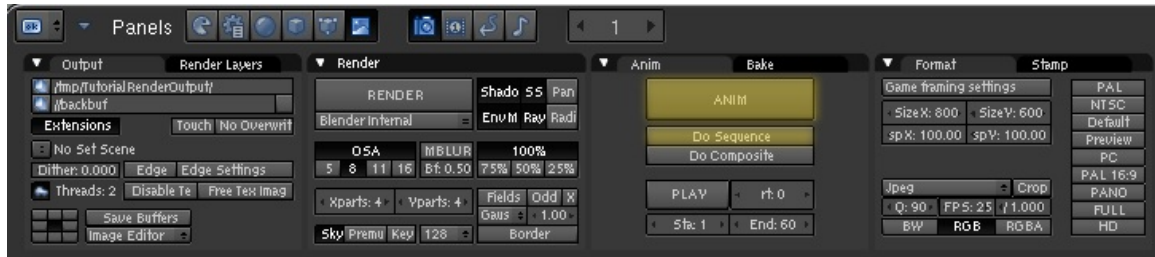 Panels 1
Output Render Layers
/tmp/TutorialRenderOutput/
//backbuf
Extensions Touch No Overwrit
No Set Scene
Dither: 0.000 Edge Edge Settings
Threads: 2 Disable Te Free Tex Imag
Save Buffers
Image Editor
Render
RENDER Shado SS Pan
Blender Internal EnvM Ray Radi
OSA MBLUR 100%
5 8 11 16 Bf: 0.50 75% 50% 25%
Xparts: 4 Yparts: 4 Fields Odd X
Gaus 1.00
Sky Premu Key 128 Border
Anim Bake
ANIM
Do Sequence
Do Composite
PLAY rt: 0
Sta: 1 End: 60
Format Stamp
Game framing settings
SizeX: 800 SizeY: 600
spX: 100.00 spY: 100.00
Jpeg Crop
Q: 90 FPS: 25 /1.000
BW RGB RGBA
PAL
NTSC
Default
Preview
PC
PAL 16:9
PANO
FULL
HD